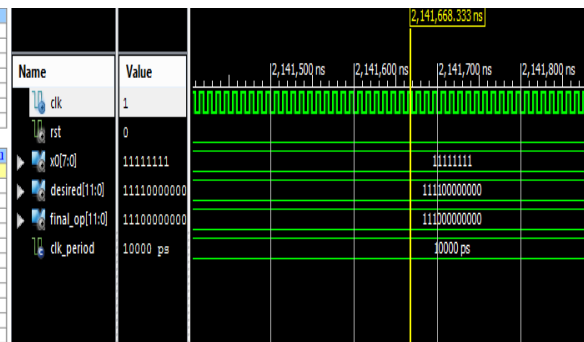 2,141,668.333 ns
Name Value 2,141,500 ns 2,141,600 ns 2,141,700 ns 2,141,800 ns
clk 1
rst 0
x0[7:0] 11111111 11111111
desired[11:0] 11110000000 111100000000
final_op[11:0] 11100000000 111000000000
clk_period 10000 ps 10000 ps